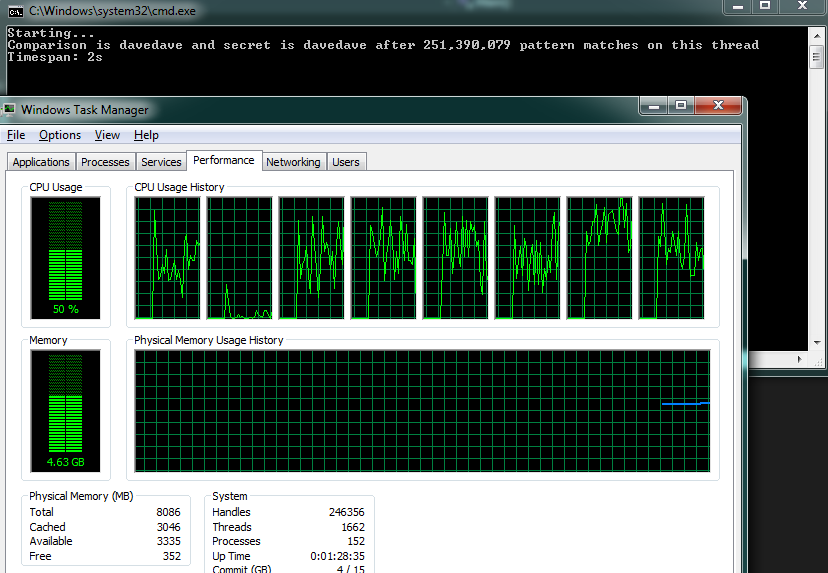 C:\Windows\system32\cmd.exe
Starting...
Comparison is davedave and secret is davedave after 251,390,079 pattern matches on this thread
Timespan: 2s
Windows Task Manager
File Options View Help
Applications Processes Services Performance Networking Users
CPU Usage CPU Usage History
50 %
Memory Physical Memory Usage History
4.63 GB
Physical Memory (MB) System
Total 8086 Handles 246356
Cached 3046 Threads 1662
Available 3335 Processes 152
Free 352 Up Time 0:01:28:35
Commit (GB) 4 / 15